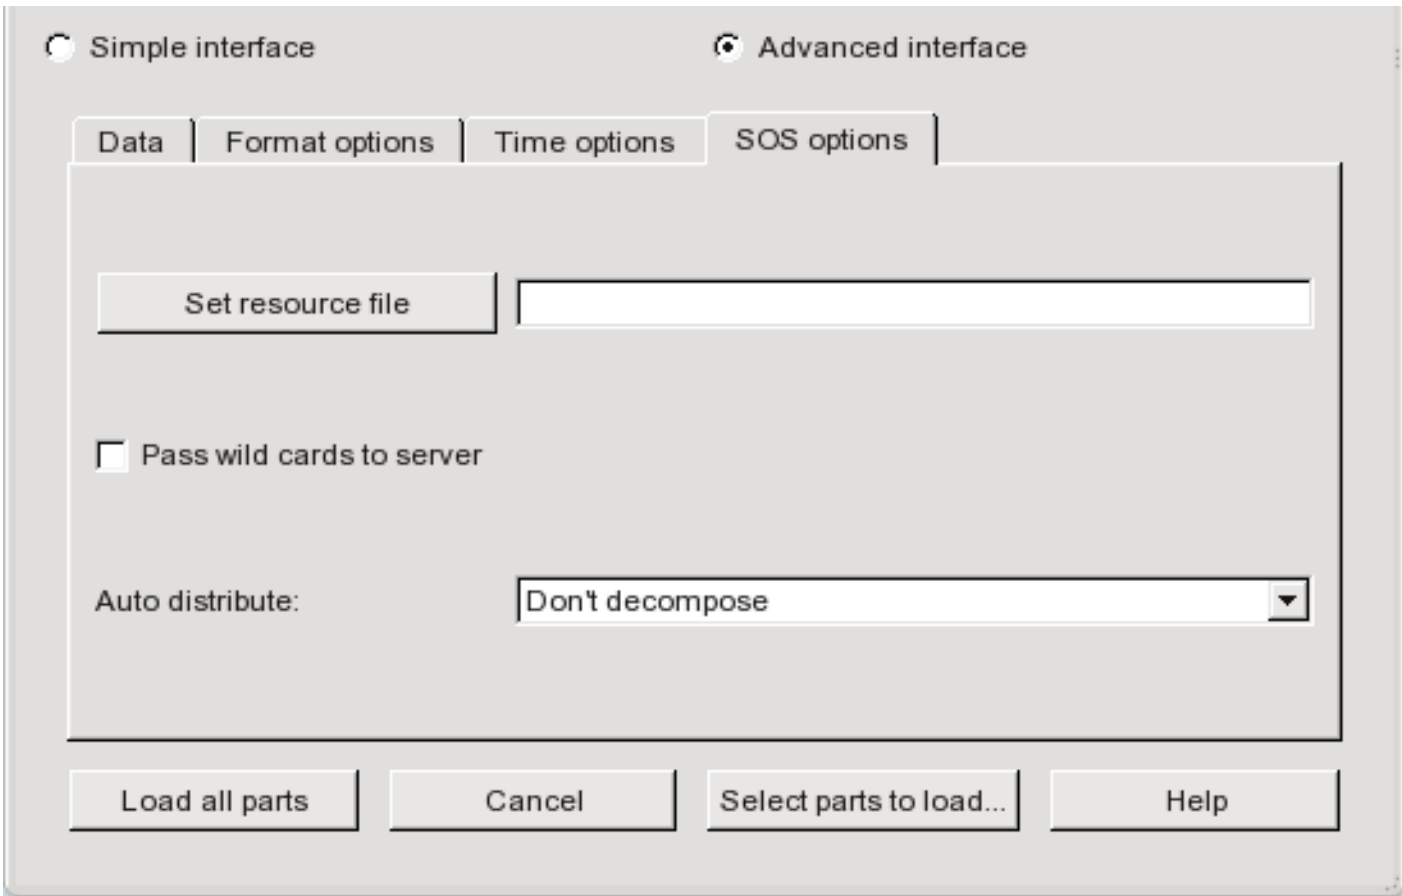 Simple interface Advanced interface
Data Format options Time options SOS options
Set resource file
Pass wild cards to server
Auto distribute: Don't decompose
Load all parts Cancel Select parts to load... Help